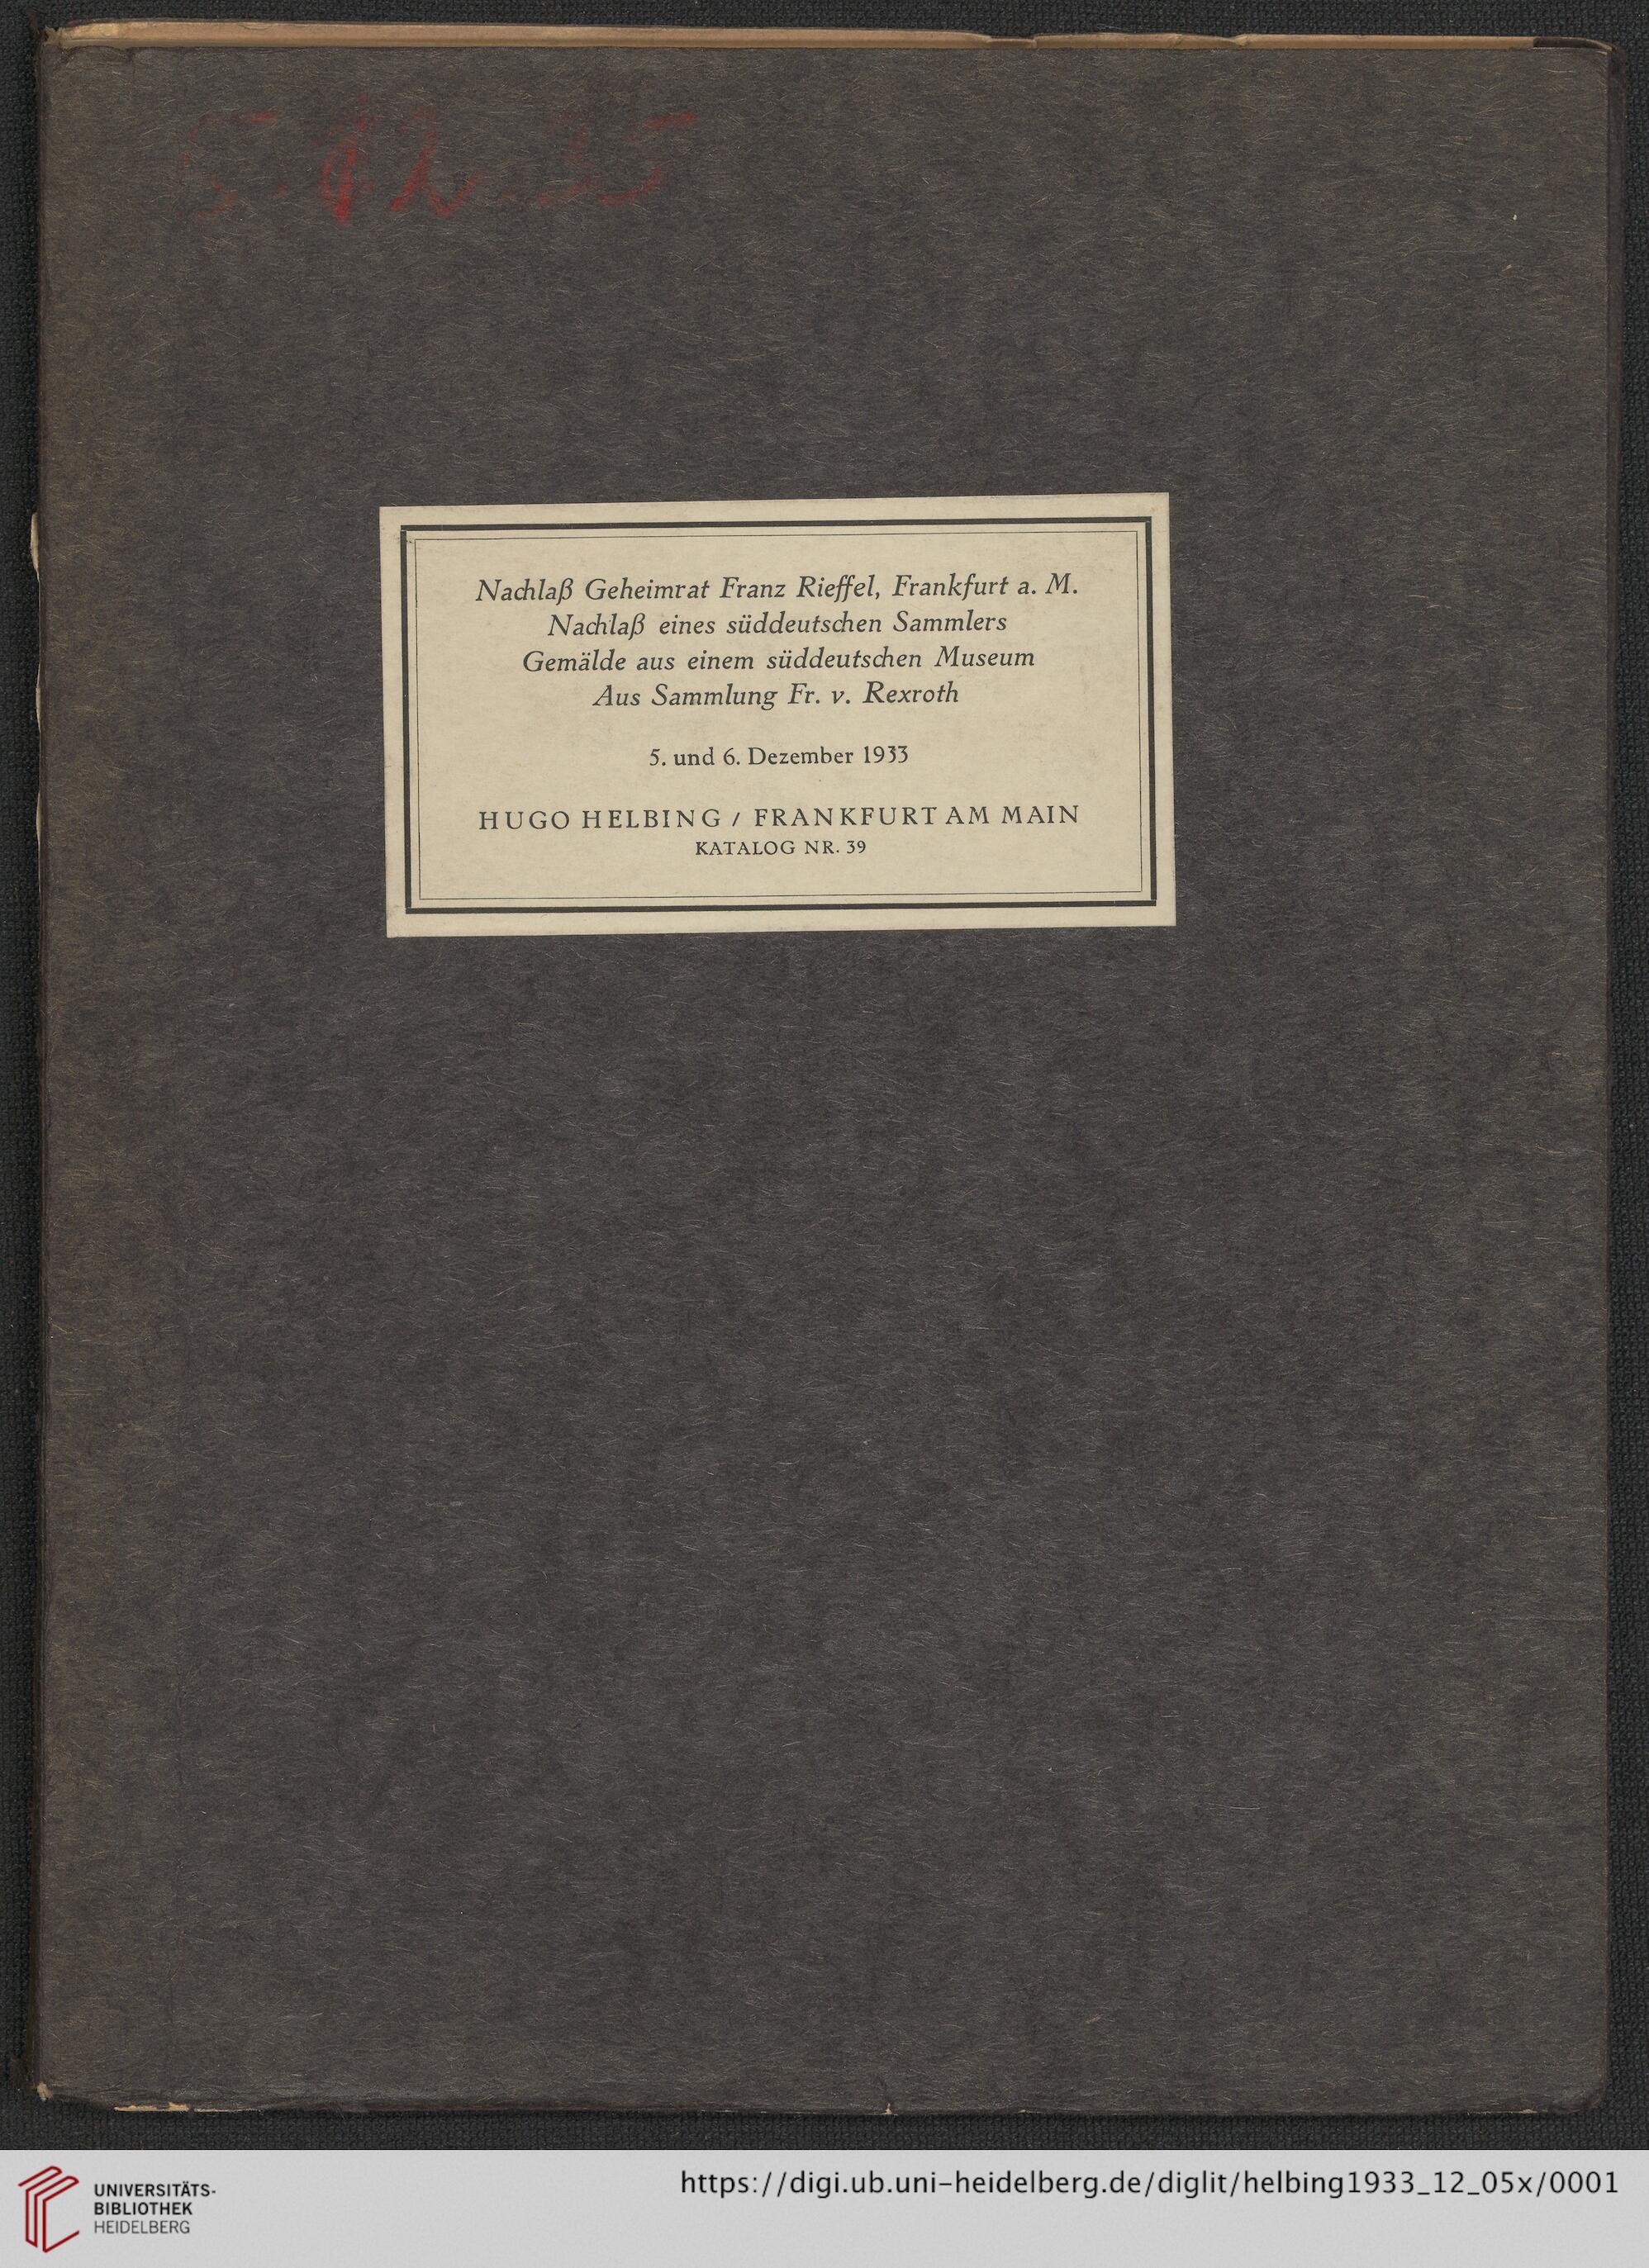 Nachlaß Geheimrat Franz Rieffel, Frankfurt a. M.
Nachlaß eines süddeutschen Sammlers
Gemälde aus einem süddeutschen Museum
Aus Sammlung Fr. v. Rexroth
5. und 6. Dezember 1933
HUGO HELBING / FRANKFURT AM MAIN
KATALOG NR. 39
UNIVERSITÄTS-
BIBLIOTHEK
HEIDELBERG
https://digi.ub.uni-heidelberg.de/diglit/helbing1933_12_05x/0001